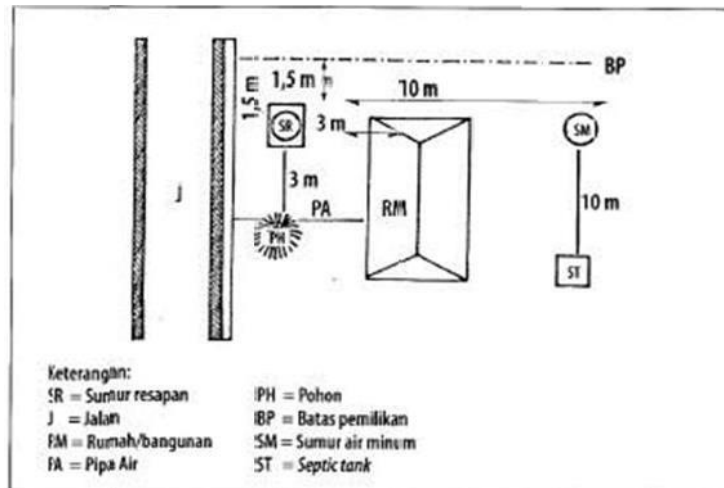 BP
1,5 m
10 m
1,5 m
SR
3 m
SM
3 m
J
PA
RM
10 m
PH
ST
Keterangan:
SR = Sumur resapan
J = Jalan
RM = Rumah/bangunan
PA = Pipa Air
PH = Pohon
BP = Batas pemilikan
SM = Sumur air minum
ST = Septic tank